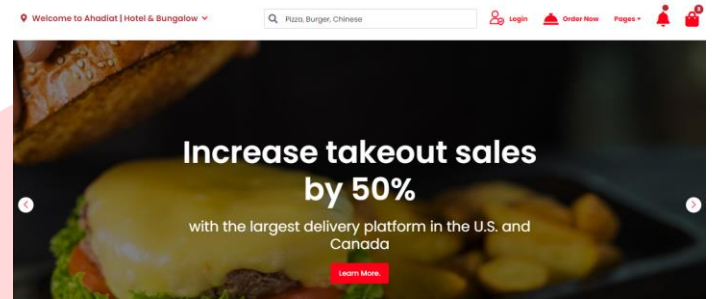 Welcome to Ahadiat | Hotel & Bungalow
Pizza, Burger, Chinese
Login
Order Now
Pages
0
Increase takeout sales
by 50%
with the largest delivery platform in the U.S. and
Canada
Learn More.